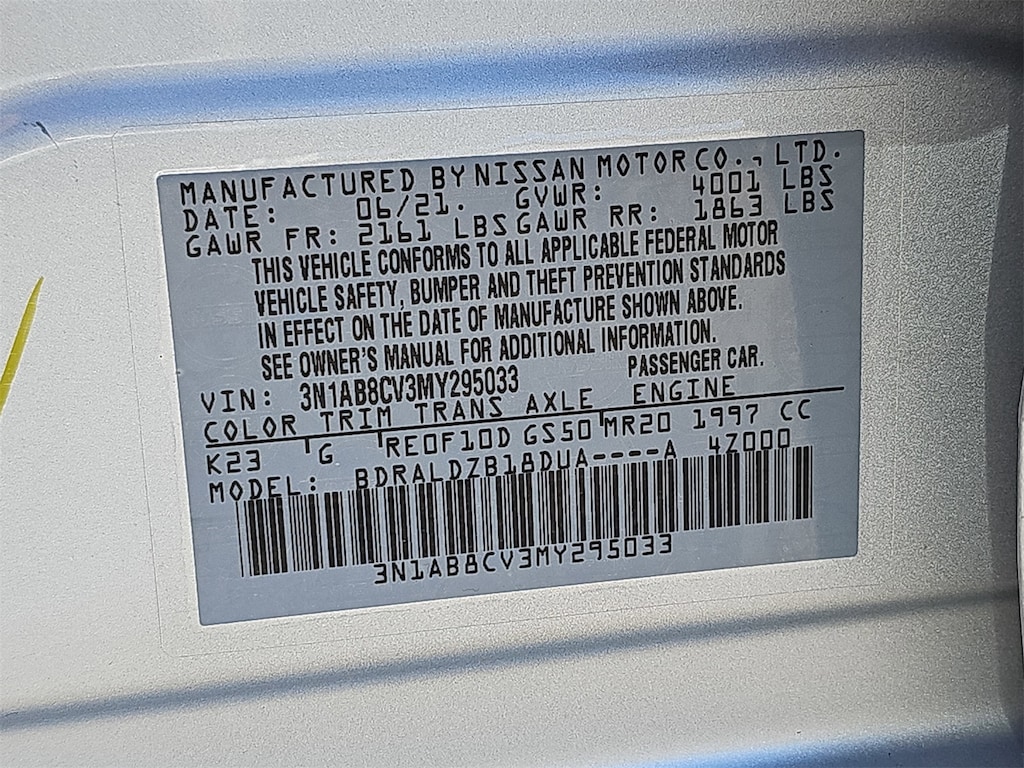 MANUFACTURED BY NISSAN MOTOR CO., LTD.
DATE: 06/21. GVWR: 4001 LBS
GAWR FR: 2161 LBS GAWR RR: 1863 LBS
THIS VEHICLE CONFORMS TO ALL APPLICABLE FEDERAL MOTOR
VEHICLE SAFETY, BUMPER AND THEFT PREVENTION STANDARDS
IN EFFECT ON THE DATE OF MANUFACTURE SHOWN ABOVE.
SEE OWNER'S MANUAL FOR ADDITIONAL INFORMATION.
PASSENGER CAR.
VIN: 3N1AB8CV3MY295033
COLOR TRIM TRANS AXLE ENGINE
K23 G RE0F10D GS50 MR20 1997 CC
MODEL: BDRALDZB18DUA----A 4Z000
3N1AB8CV3MY295033